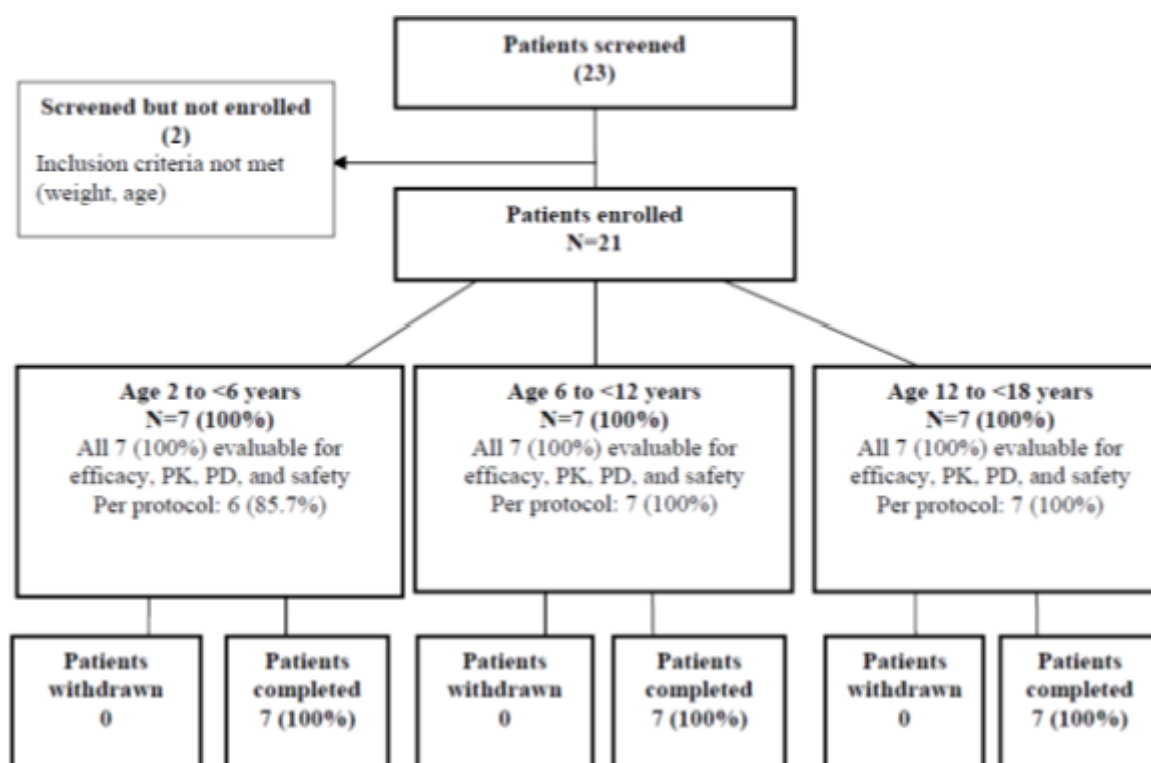 Patients screened
(23)
Screened but not enrolled
(2)
Inclusion criteria not met
(weight, age)
Patients enrolled
N=21
Age 2 to <6 years
N=7 (100%)
All 7 (100%) evaluable for
efficacy, PK, PD, and safety
Per protocol: 6 (85.7%)
Age 6 to <12 years
N=7 (100%)
All 7 (100%) evaluable for
efficacy, PK, PD, and safety
Per protocol: 7 (100%)
Age 12 to <18 years
N=7 (100%)
All 7 (100%) evaluable for
efficacy, PK, PD, and safety
Per protocol: 7 (100%)
Patients
withdrawn
0
Patients
completed
7 (100%)
Patients
withdrawn
0
Patients
completed
7 (100%)
Patients
withdrawn
0
Patients
completed
7 (100%)